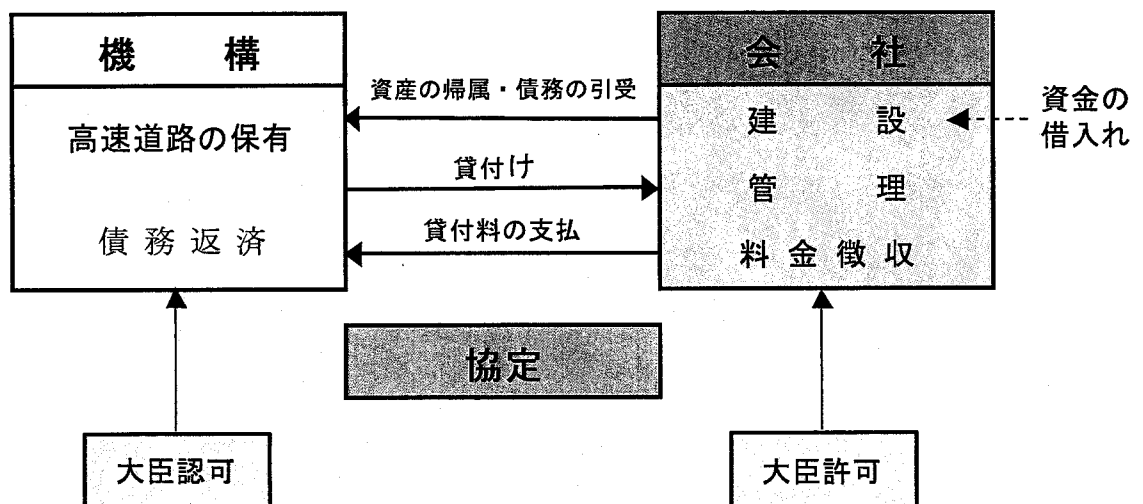 機構
高速道路の保有
債務返済
資産の帰属・債務の引受
貸付け
貸付料の支払
会社
建設
管理
料金徴収
資金の
借入れ
協定
大臣認可
大臣許可